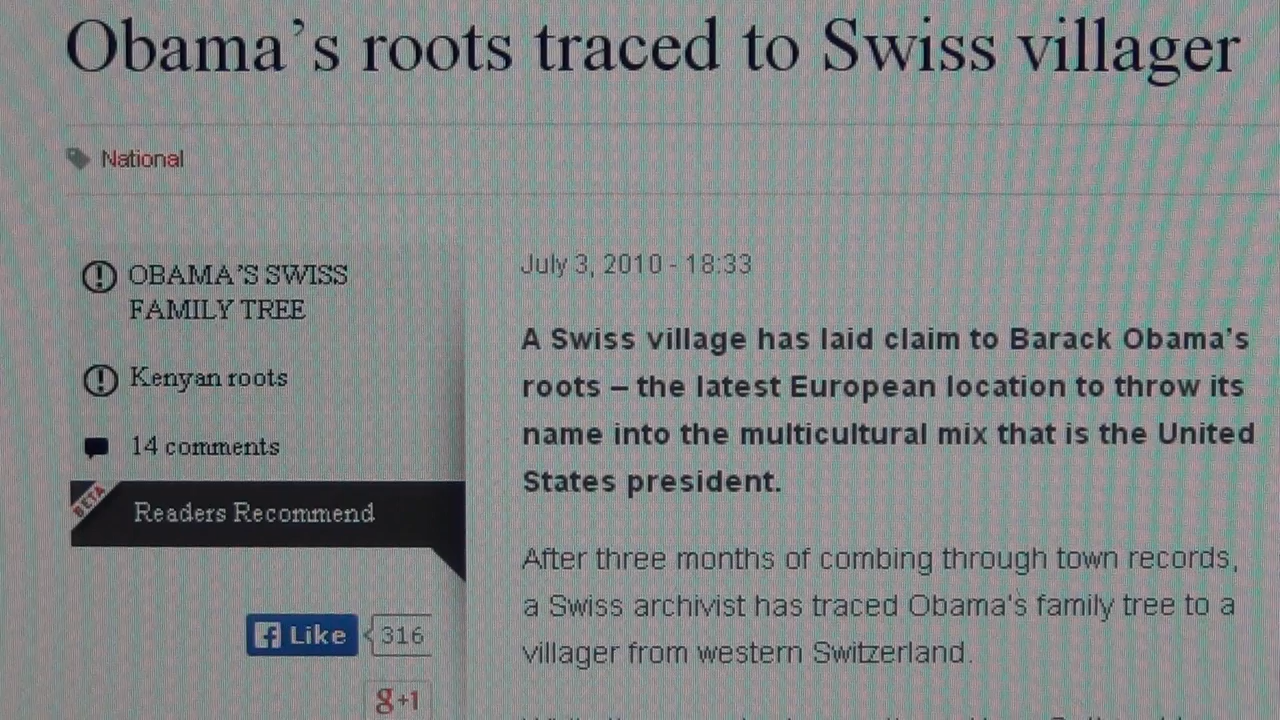 Obama’s roots traced to Swiss villager
National
OBAMA’S SWISS
FAMILY TREE
Kenyan roots
14 comments
BETA
Readers Recommend
Like
316
g+1
July 3, 2010 - 18:33
A Swiss village has laid claim to Barack Obama’s
roots – the latest European location to throw its
name into the multicultural mix that is the United
States president.
After three months of combing through town records,
a Swiss archivist has traced Obama’s family tree to a
villager from western Switzerland.